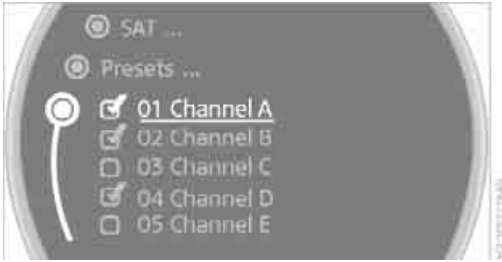 SAT ...
Presets ...
01 Channel A
02 Channel B
03 Channel C
04 Channel D
05 Channel E